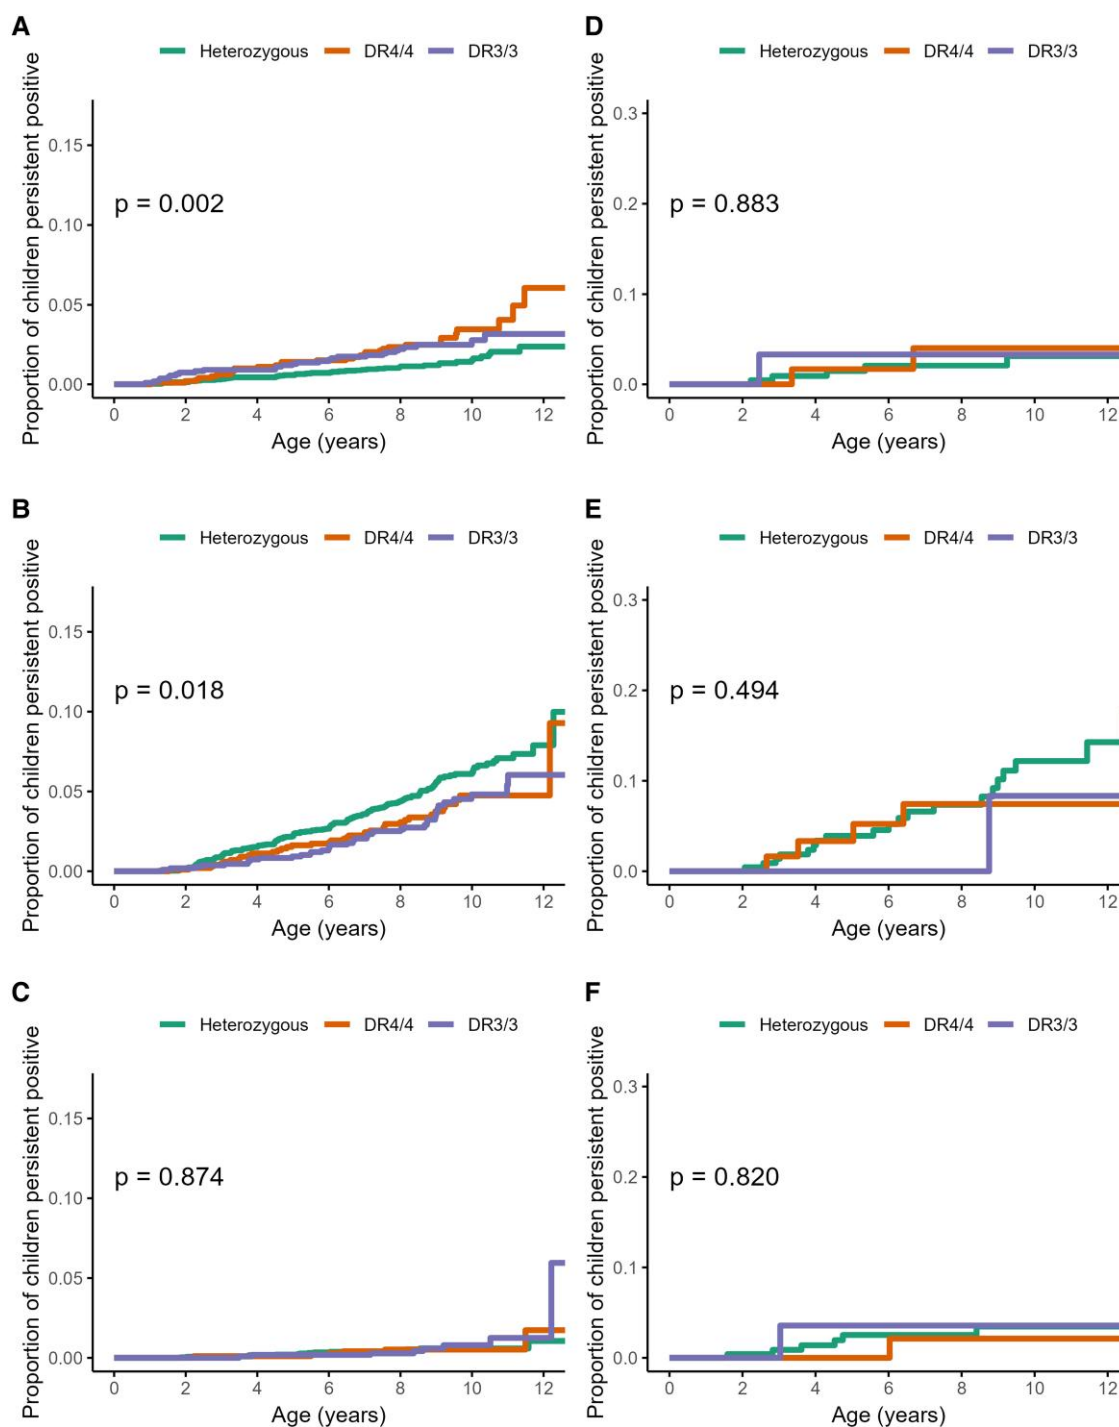 A
Heterozygous DR4/4 DR3/3
Proportion of children persistent positive
0.15
0.10
0.05
0.00
p = 0.002
0 2 4 6 8 10 12
Age (years)
D
Heterozygous DR4/4 DR3/3
Proportion of children persistent positive
0.3
0.2
0.1
0.0
p = 0.883
0 2 4 6 8 10 12
Age (years)
B
Heterozygous DR4/4 DR3/3
Proportion of children persistent positive
0.15
0.10
0.05
0.00
p = 0.018
0 2 4 6 8 10 12
Age (years)
E
Heterozygous DR4/4 DR3/3
Proportion of children persistent positive
0.3
0.2
0.1
0.0
p = 0.494
0 2 4 6 8 10 12
Age (years)
C
Heterozygous DR4/4 DR3/3
Proportion of children persistent positive
0.15
0.10
0.05
0.00
p = 0.874
0 2 4 6 8 10 12
Age (years)
F
Heterozygous DR4/4 DR3/3
Proportion of children persistent positive
0.3
0.2
0.1
0.0
p = 0.820
0 2 4 6 8 10 12
Age (years)